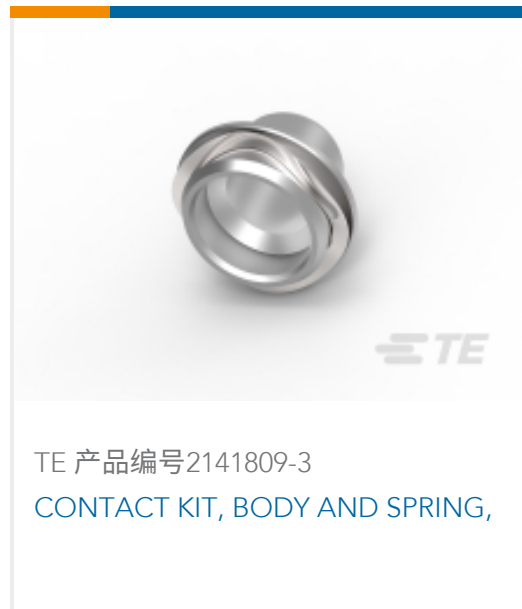 TE
TE 产品编号2141809-3
CONTACT KIT, BODY AND SPRING,